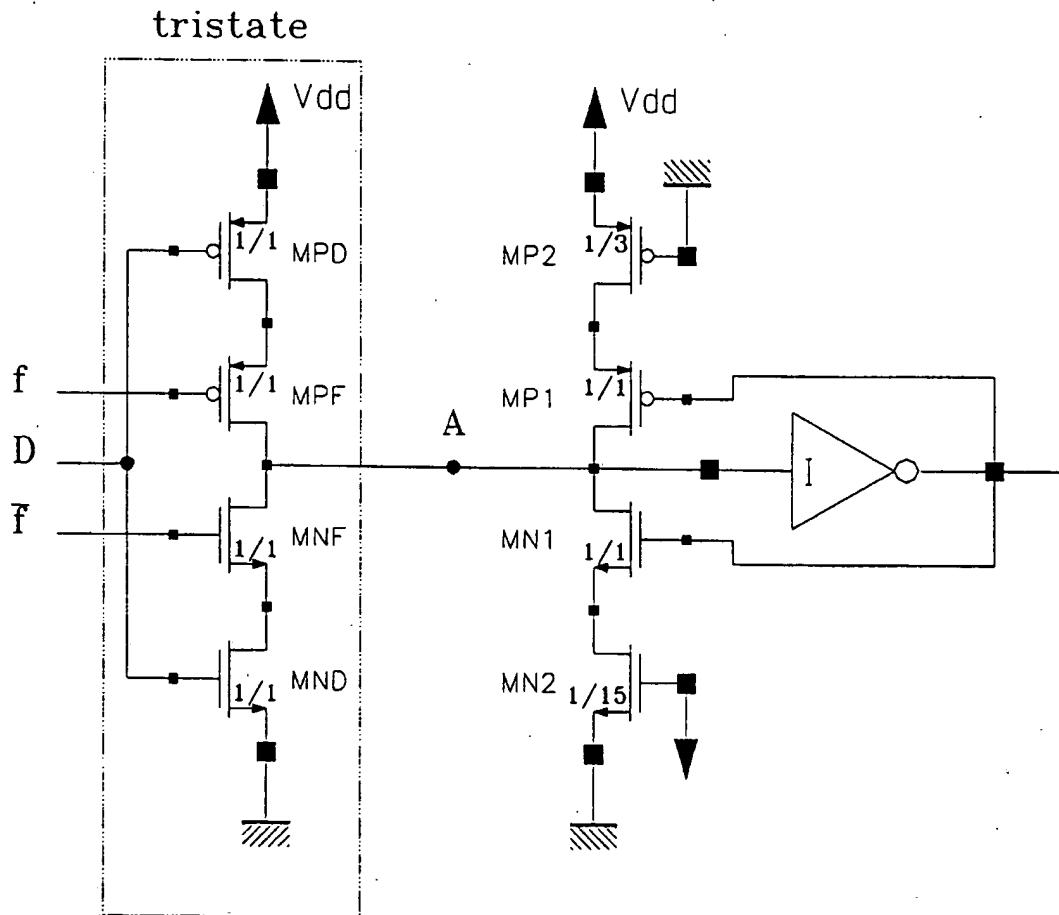 tristate
Vdd
1/1
MPD
f
1/1
MPF
D
f̅
1/1
MNF
1/1
MND
A
Vdd
1/3
MP2
1/1
MP1
I
1/1
MN1
1/15
MN2